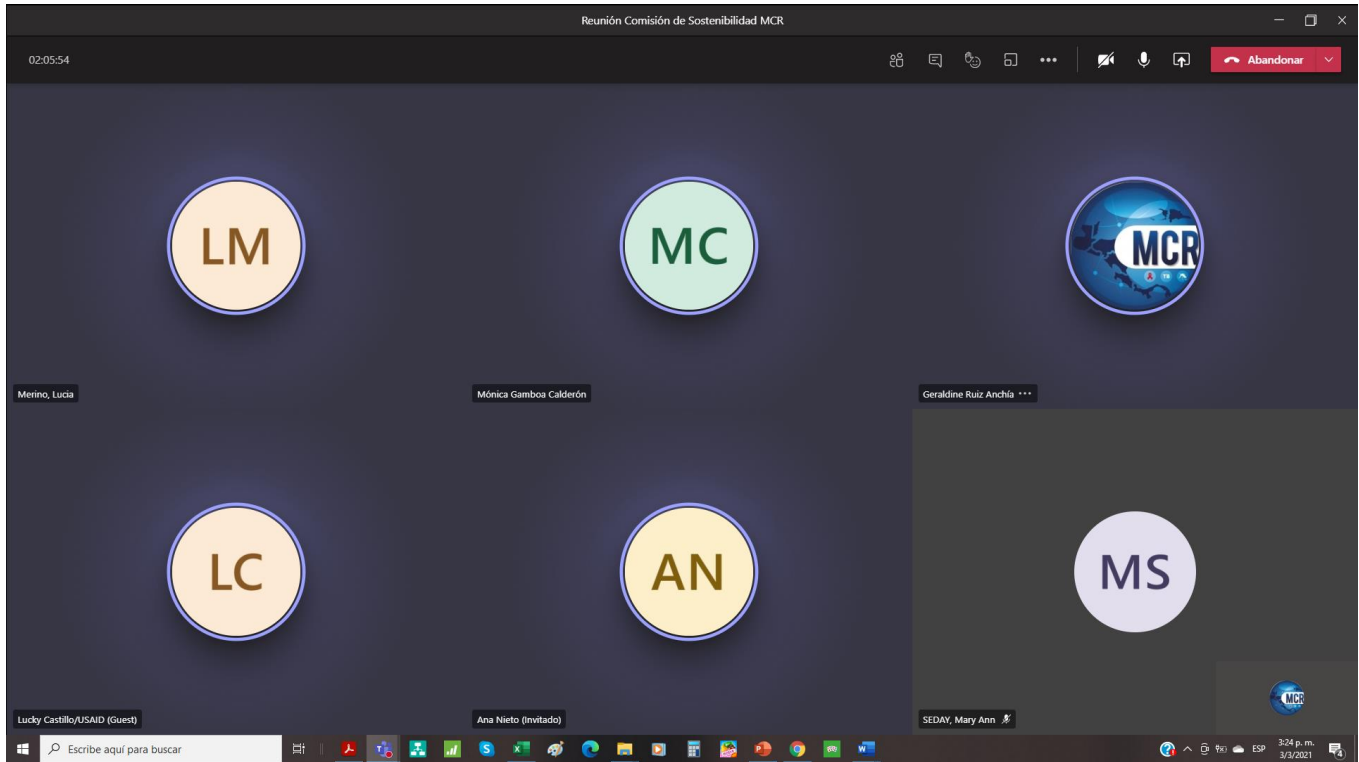 Reunión Comisión de Sostenibilidad MCR
02:05:54
Abandonar
LM
MC
MCR
TB
Merino, Lucia
Mónica Gamboa Calderón
Geraldine Ruiz Anchía
LC
AN
MS
Lucky Castillo/USAID (Guest)
Ana Nieto (Invitado)
SEDAY, Mary Ann
MCR
Escribe aquí para buscar
ESP
3:24 p. m.
3/3/2021